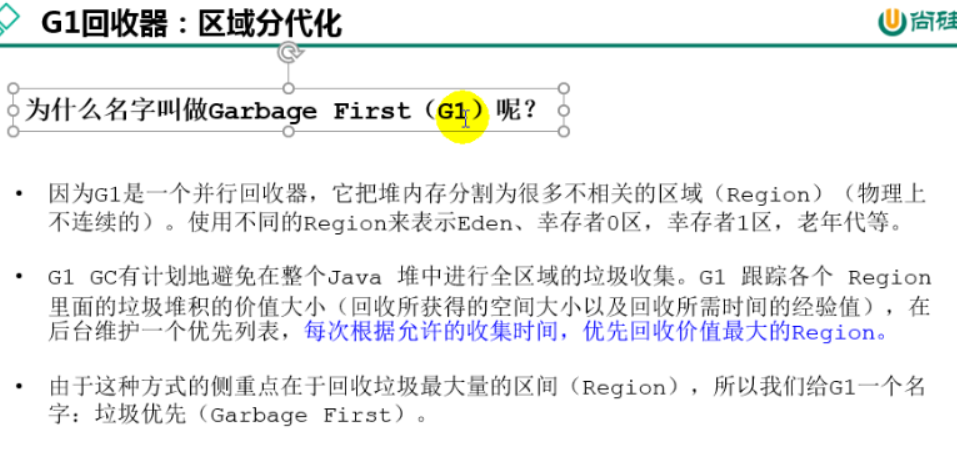 G1回收器：区域分代化
尚硅
为什么名字叫做Garbage First（G1）呢？
• 因为G1是一个并行回收器，它把堆内存分割为很多不相关的区域（Region）（物理上
不连续的）。使用不同的Region来表示Eden、幸存者0区，幸存者1区，老年代等。
• G1 GC有计划地避免在整个Java 堆中进行全区域的垃圾收集。G1 跟踪各个 Region
里面的垃圾堆积的价值大小（回收所获得的空间大小以及回收所需时间的经验值），在
后台维护一个优先列表，每次根据允许的收集时间，优先回收价值最大的Region。
• 由于这种方式的侧重点在于回收垃圾最大量的区间（Region），所以我们给G1一个名
字：垃圾优先（Garbage First）。